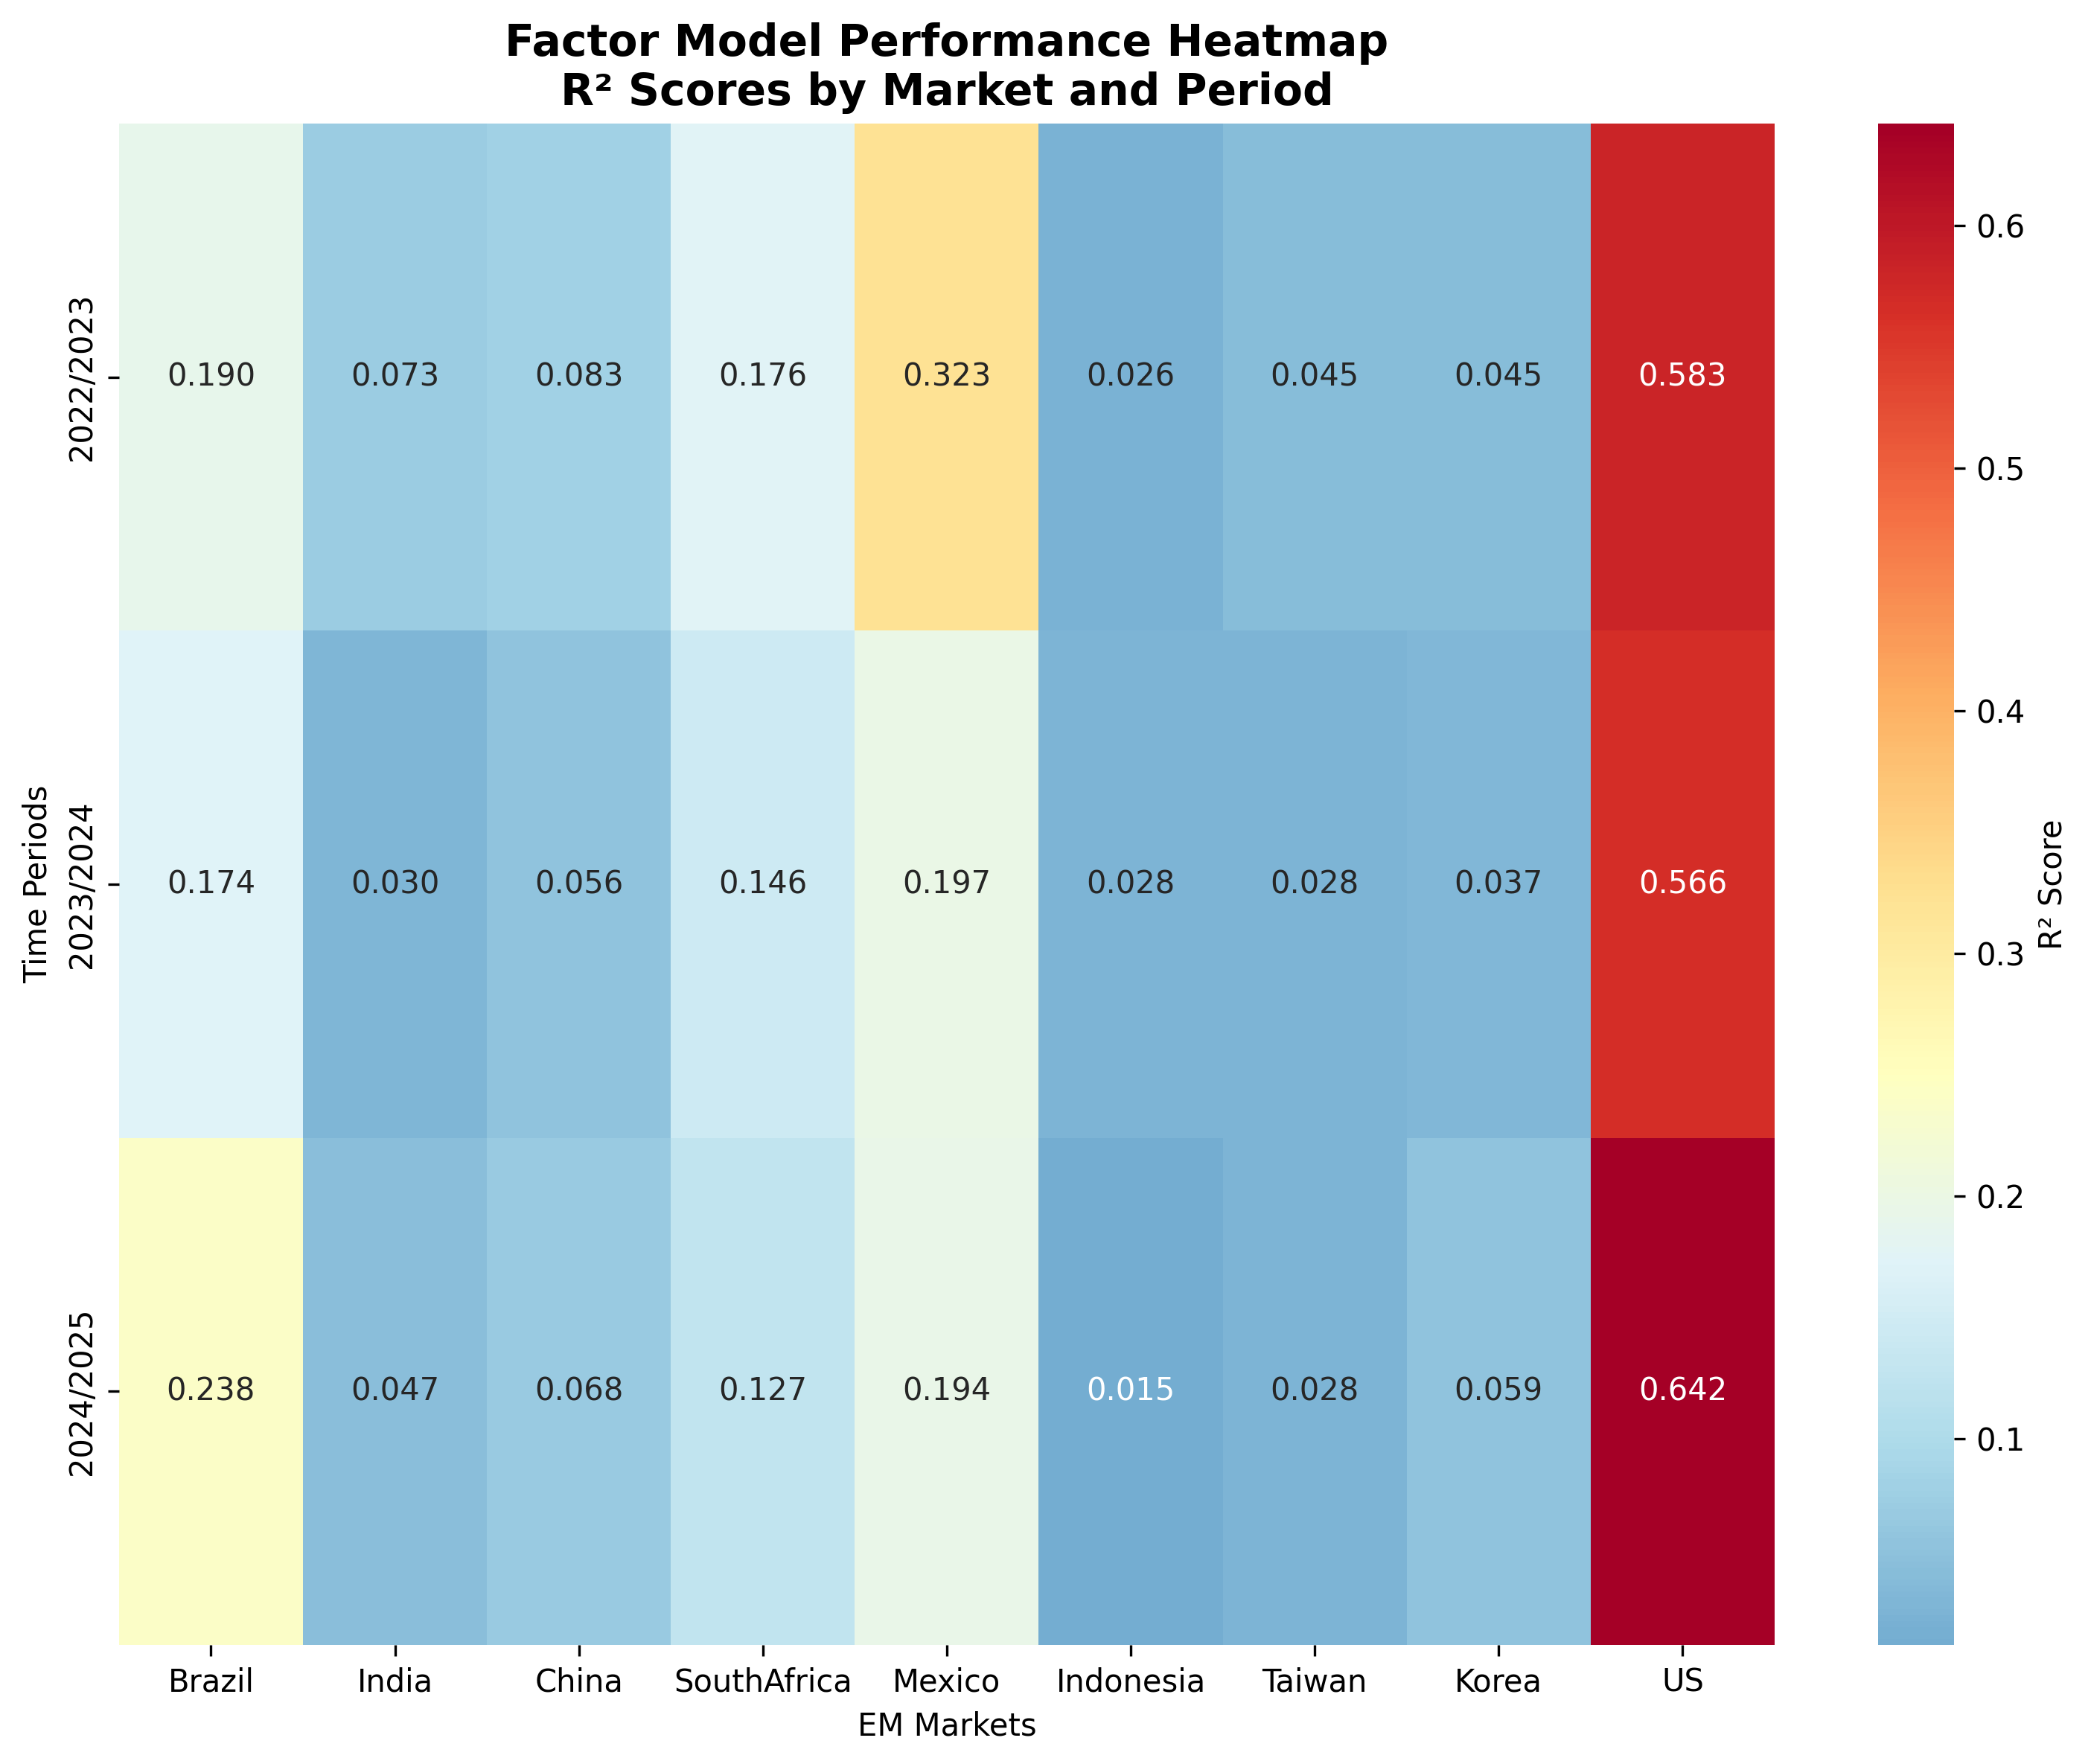 Factor Model Performance Heatmap
R² Scores by Market and Period
Time Periods
2022/2023
0.190 0.073 0.083 0.176 0.323 0.026 0.045 0.045 0.583
2023/2024
0.174 0.030 0.056 0.146 0.197 0.028 0.028 0.037 0.566
2024/2025
0.238 0.047 0.068 0.127 0.194 0.015 0.028 0.059 0.642
Brazil India China SouthAfrica Mexico Indonesia Taiwan Korea US
EM Markets
0.6
0.5
0.4
0.3
0.2
0.1
R² Score